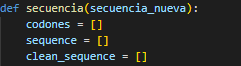 def secuencia(secuencia_nueva):
    codones = []
    sequence = []
    clean_sequence = []